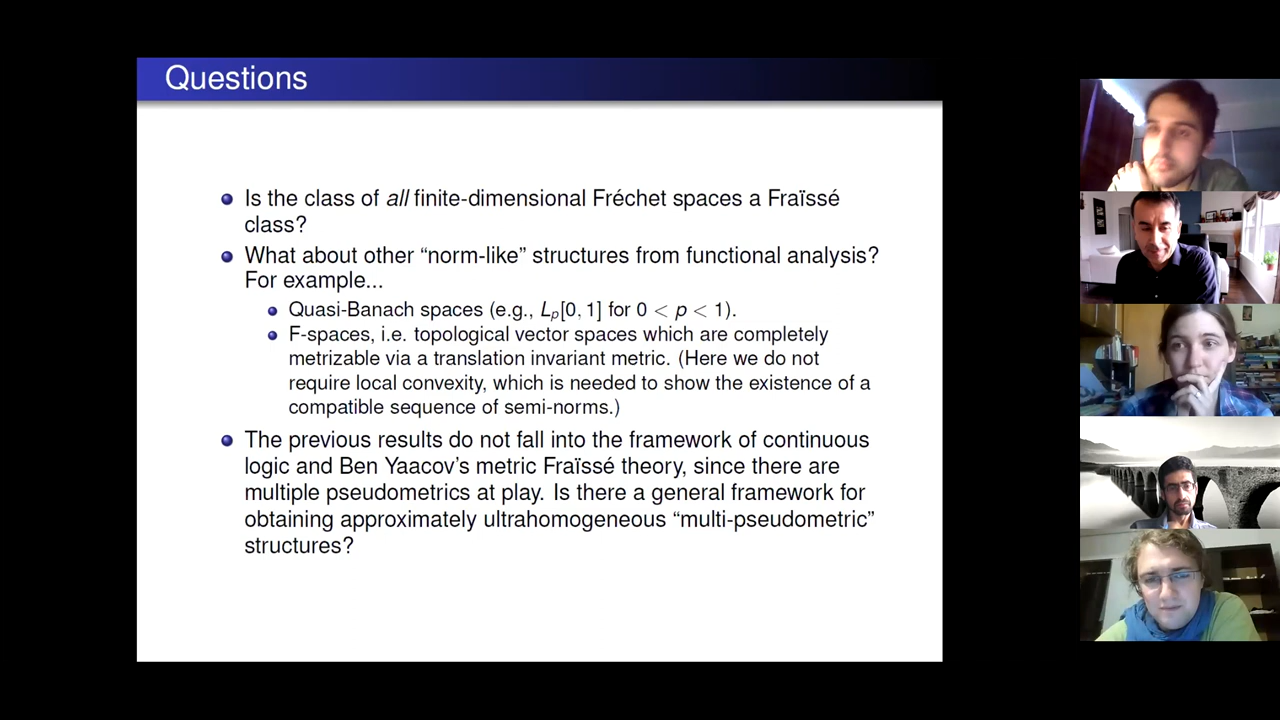 Questions
Is the class of all finite-dimensional Fréchet spaces a Fraïssé
class?
What about other “norm-like” structures from functional analysis?
For example...
Quasi-Banach spaces (e.g., Lp[0, 1] for 0 < p < 1).
F-spaces, i.e. topological vector spaces which are completely
metrizable via a translation invariant metric. (Here we do not
require local convexity, which is needed to show the existence of a
compatible sequence of semi-norms.)
The previous results do not fall into the framework of continuous
logic and Ben Yaacov’s metric Fraïssé theory, since there are
multiple pseudometrics at play. Is there a general framework for
obtaining approximately ultrahomogeneous “multi-pseudometric”
structures?